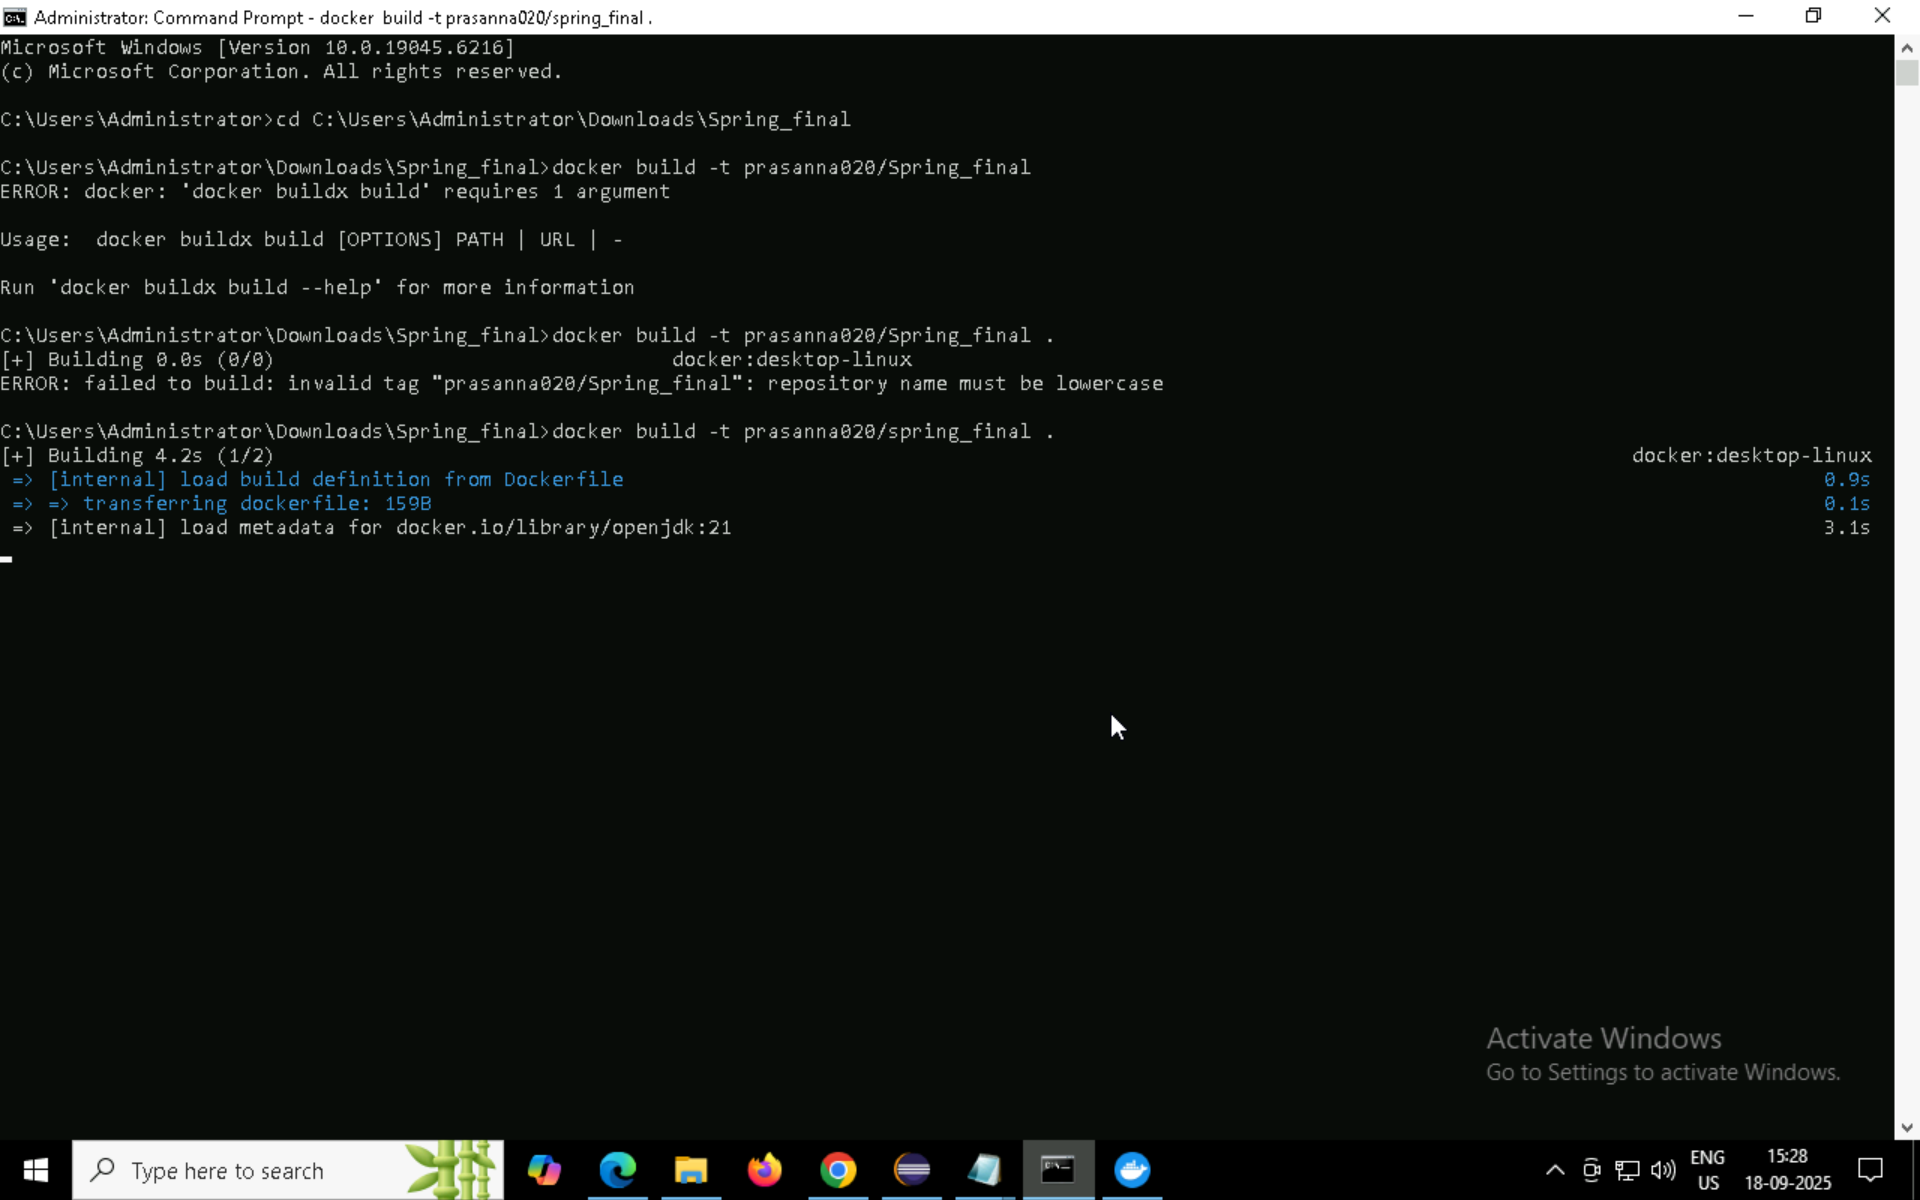 Administrator: Command Prompt - docker  build -t prasanna020/spring_final .
Microsoft Windows [Version 10.0.19045.6216]
(c) Microsoft Corporation. All rights reserved.
C:\Users\Administrator>cd C:\Users\Administrator\Downloads\Spring_final
C:\Users\Administrator\Downloads\Spring_final>docker build -t prasanna020/Spring_final
ERROR: docker: 'docker buildx build' requires 1 argument
Usage:  docker buildx build [OPTIONS] PATH | URL | -
Run 'docker buildx build --help' for more information
C:\Users\Administrator\Downloads\Spring_final>docker build -t prasanna020/Spring_final .
[+] Building 0.0s (0/0) docker:desktop-linux
ERROR: failed to build: invalid tag "prasanna020/Spring_final": repository name must be lowercase
C:\Users\Administrator\Downloads\Spring_final>docker build -t prasanna020/spring_final .
[+] Building 4.2s (1/2) docker:desktop-linux
=> [internal] load build definition from Dockerfile 0.9s
=> => transferring dockerfile: 159B 0.1s
=> [internal] load metadata for docker.io/library/openjdk:21 3.1s
Activate Windows
Go to Settings to activate Windows.
Type here to search
ENG
US
15:28
18-09-2025